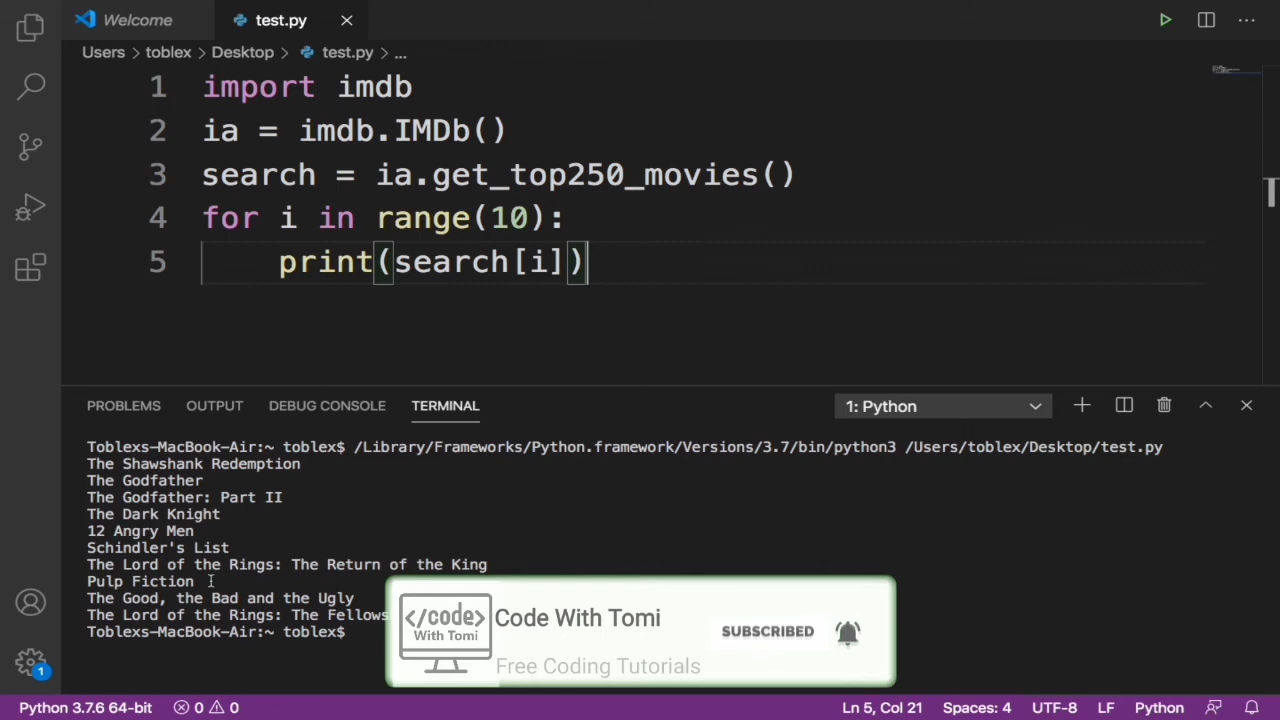 Welcome
test.py
Users > toblex > Desktop > test.py > ...
1 import imdb
2 ia = imdb.IMDb()
3 search = ia.get_top250_movies()
4 for i in range(10):
5     print(search[i])
PROBLEMS OUTPUT DEBUG CONSOLE TERMINAL 1: Python
Toblexs-MacBook-Air:~ toblex$ /Library/Frameworks/Python.framework/Versions/3.7/bin/python3 /Users/toblex/Desktop/test.py
The Shawshank Redemption
The Godfather
The Godfather: Part II
The Dark Knight
12 Angry Men
Schindler's List
The Lord of the Rings: The Return of the King
Pulp Fiction
The Good, the Bad and the Ugly
The Lord of the Rings: The Fellows
Toblexs-MacBook-Air:~ toblex$
</code>
With Tomi
Code With Tomi
SUBSCRIBED
Free Coding Tutorials
1
Python 3.7.6 64-bit 0 0 Ln 5, Col 21 Spaces: 4 UTF-8 LF Python